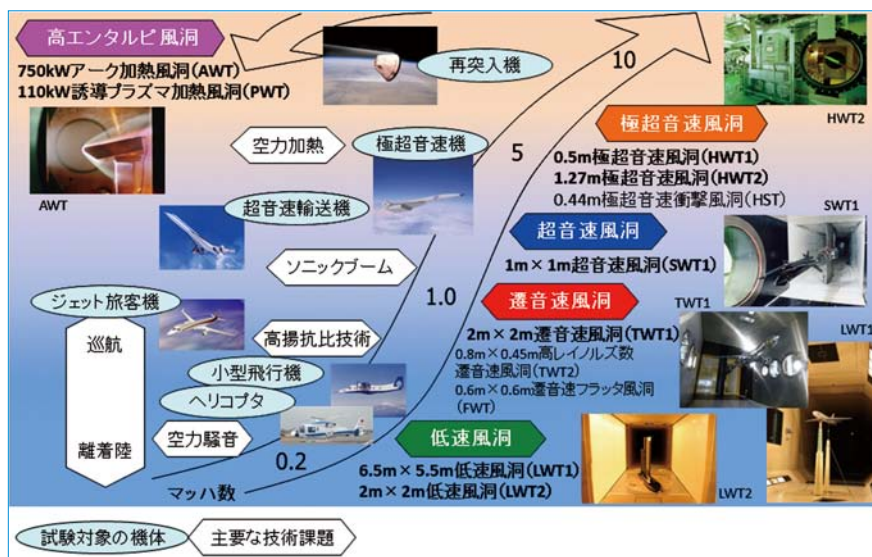 高エンタルピ風洞
750kWアーク加熱風洞(AWT)
110kW誘導プラズマ加熱風洞(PWT)
AWT
再突入機
10
HWT2
空力加熱
極超音速機
5
極超音速風洞
0.5m極超音速風洞(HWT1)
1.27m極超音速風洞(HWT2)
0.44m極超音速衝撃風洞(HST)
超音速輸送機
SWT1
超音速風洞
1m×1m超音速風洞(SWT1)
ソニックブーム
1.0
遷音速風洞
TWT1
LWT1
2m×2m遷音速風洞(TWT1)
0.8m×0.45m高レイノルズ数
遷音速風洞(TWT2)
0.6m×0.6m遷音速フラッタ風洞
(FWT)
ジェット旅客機
巡航
離着陸
高揚抗比技術
小型飛行機
ヘリコプタ
空力騒音
0.2
マッハ数
低速風洞
6.5m×5.5m低速風洞(LWT1)
2m×2m低速風洞(LWT2)
LWT2
試験対象の機体
主要な技術課題